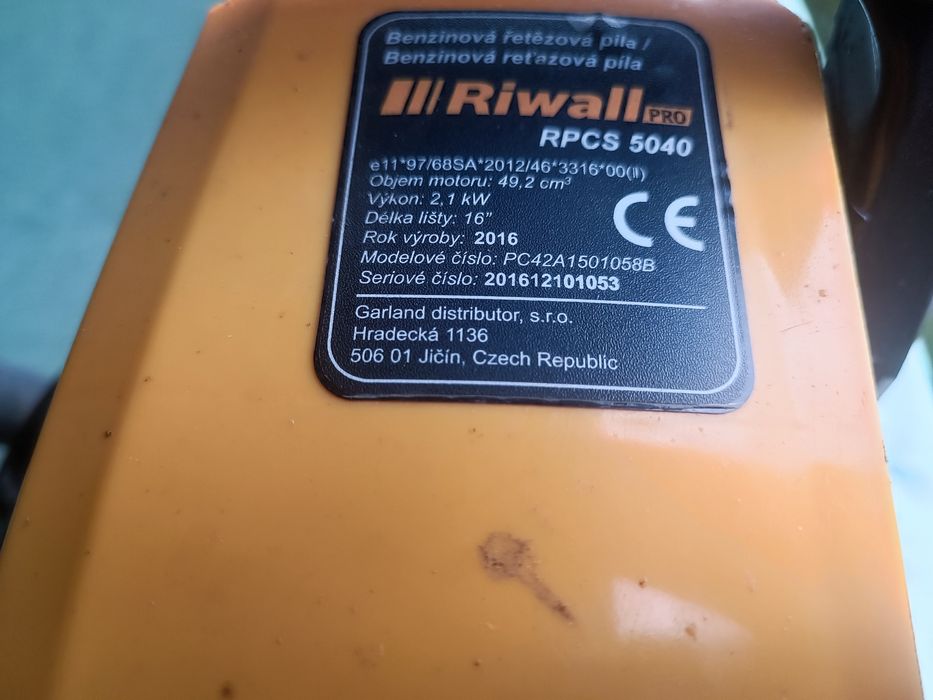 Benzinová řetězová pila /
Benzinová reťazová píla
Riwall PRO
RPCS 5040
e11*97/68SA*2012/46*3316*00(II)
Objem motoru: 49,2 cm³
Výkon: 2,1 kW
Délka lišty: 16"
Rok výroby: 2016
CE
Modelové číslo: PC42A1501058B
Seriové číslo: 201612101053
Garland distributor, s.r.o.
Hradecká 1136
506 01 Jičín, Czech Republic